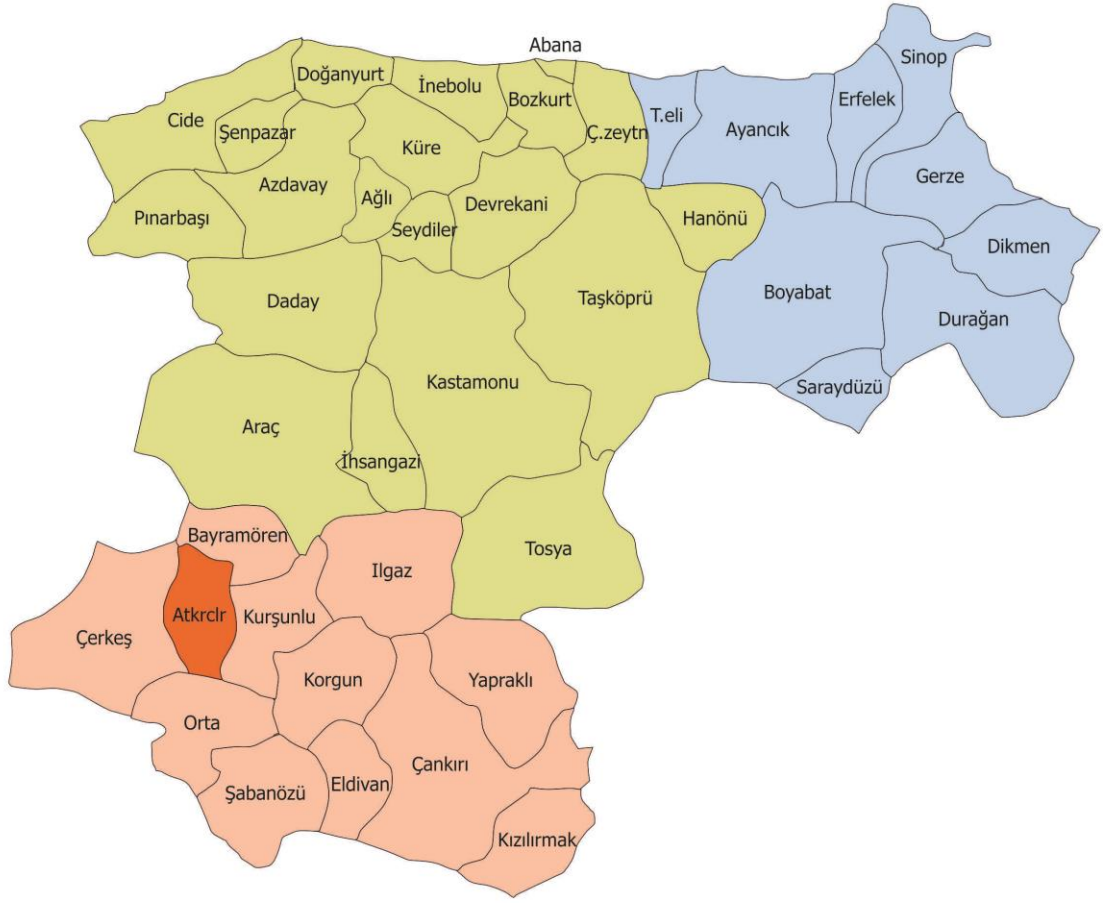 Abana
Sinop
Doğanyurt
İnebolu
Bozkurt
Erfelek
Cide
Şenpazar
Küre
Ç.zeytn
T.eli
Ayancık
Azdavay
Ağlı
Devrekani
Gerze
Pınarbaşı
Seydiler
Hanönü
Dikmen
Daday
Taşköprü
Boyabat
Durağan
Kastamonu
Saraydüzü
Araç
İhsangazi
Bayramören
Tosya
Ilgaz
Atkrclr
Kurşunlu
Çerkeş
Korgun
Yapraklı
Orta
Çankırı
Şabanözü
Eldivan
Kızılırmak